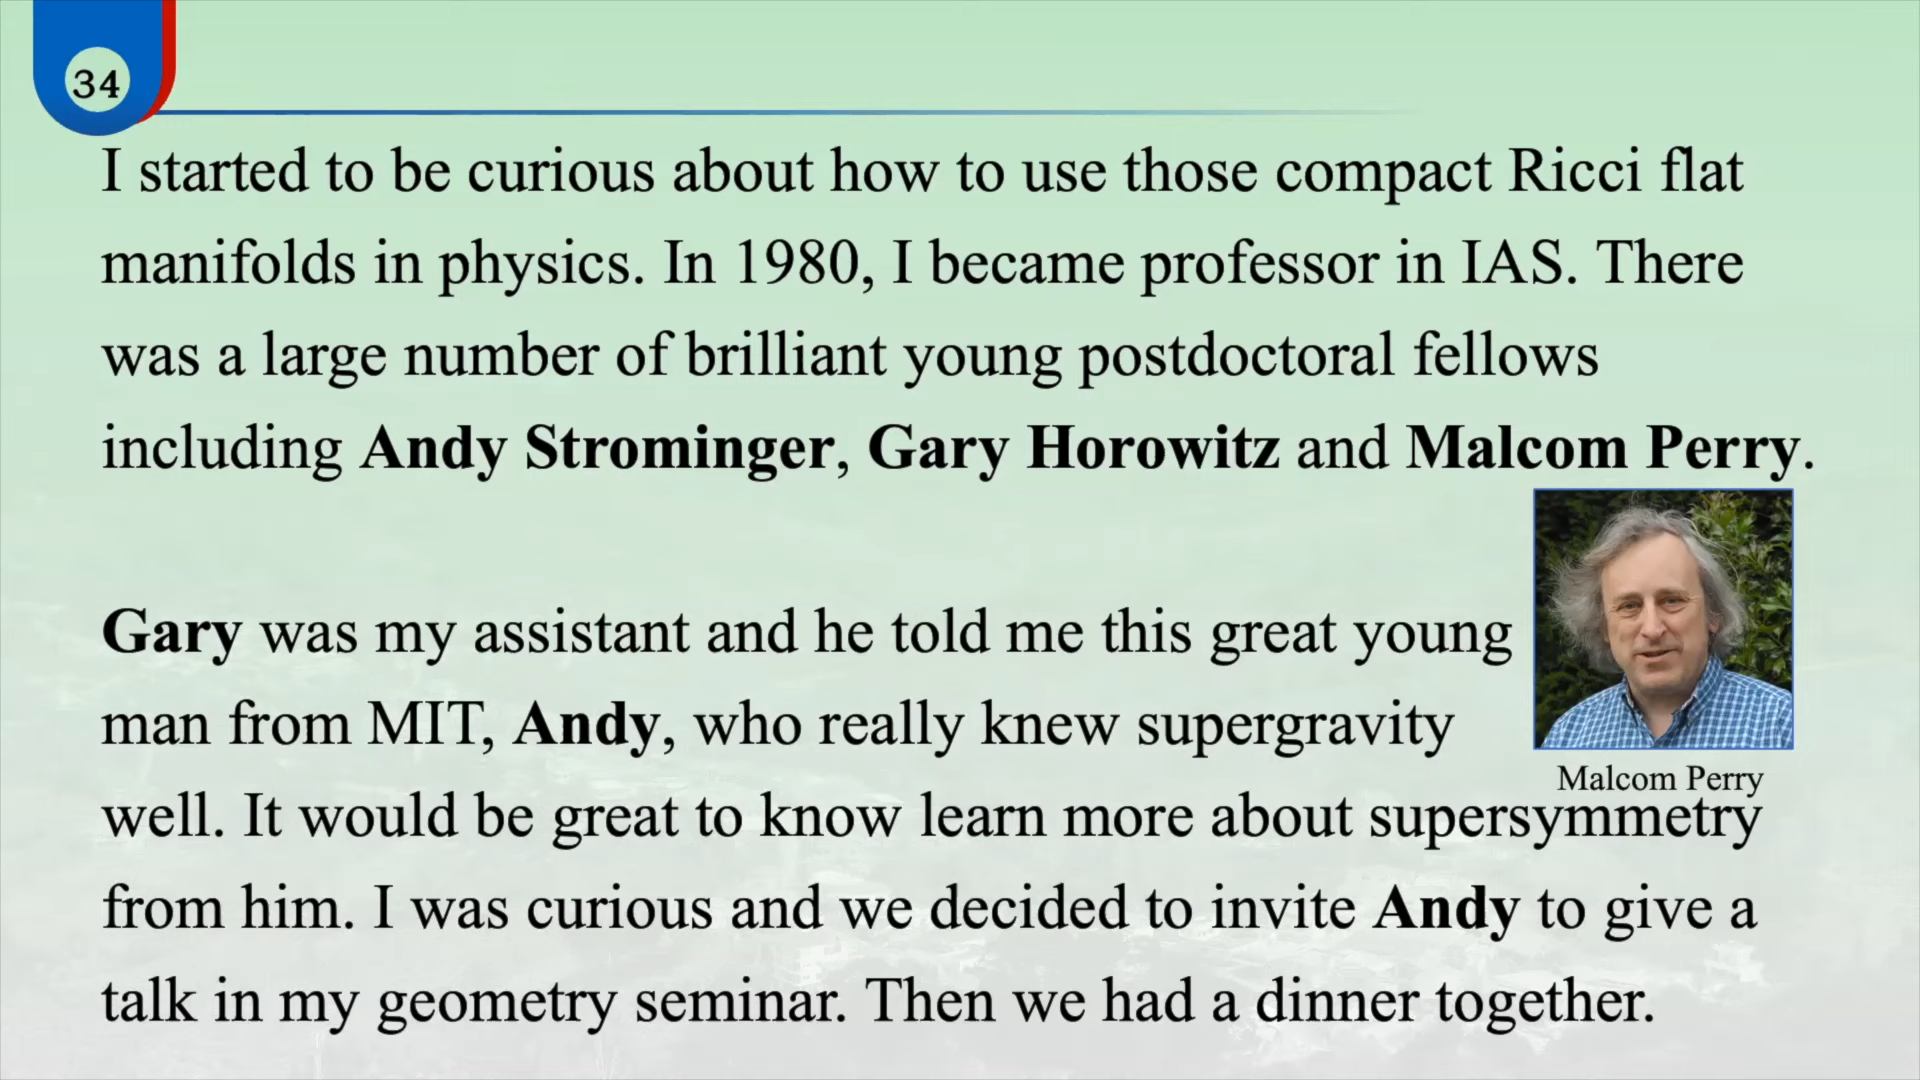 34
I started to be curious about how to use those compact Ricci flat
manifolds in physics. In 1980, I became professor in IAS. There
was a large number of brilliant young postdoctoral fellows
including Andy Strominger, Gary Horowitz and Malcom Perry.
Gary was my assistant and he told me this great young
man from MIT, Andy, who really knew supergravity
Malcom Perry
well. It would be great to know learn more about supersymmetry
from him. I was curious and we decided to invite Andy to give a
talk in my geometry seminar. Then we had a dinner together.